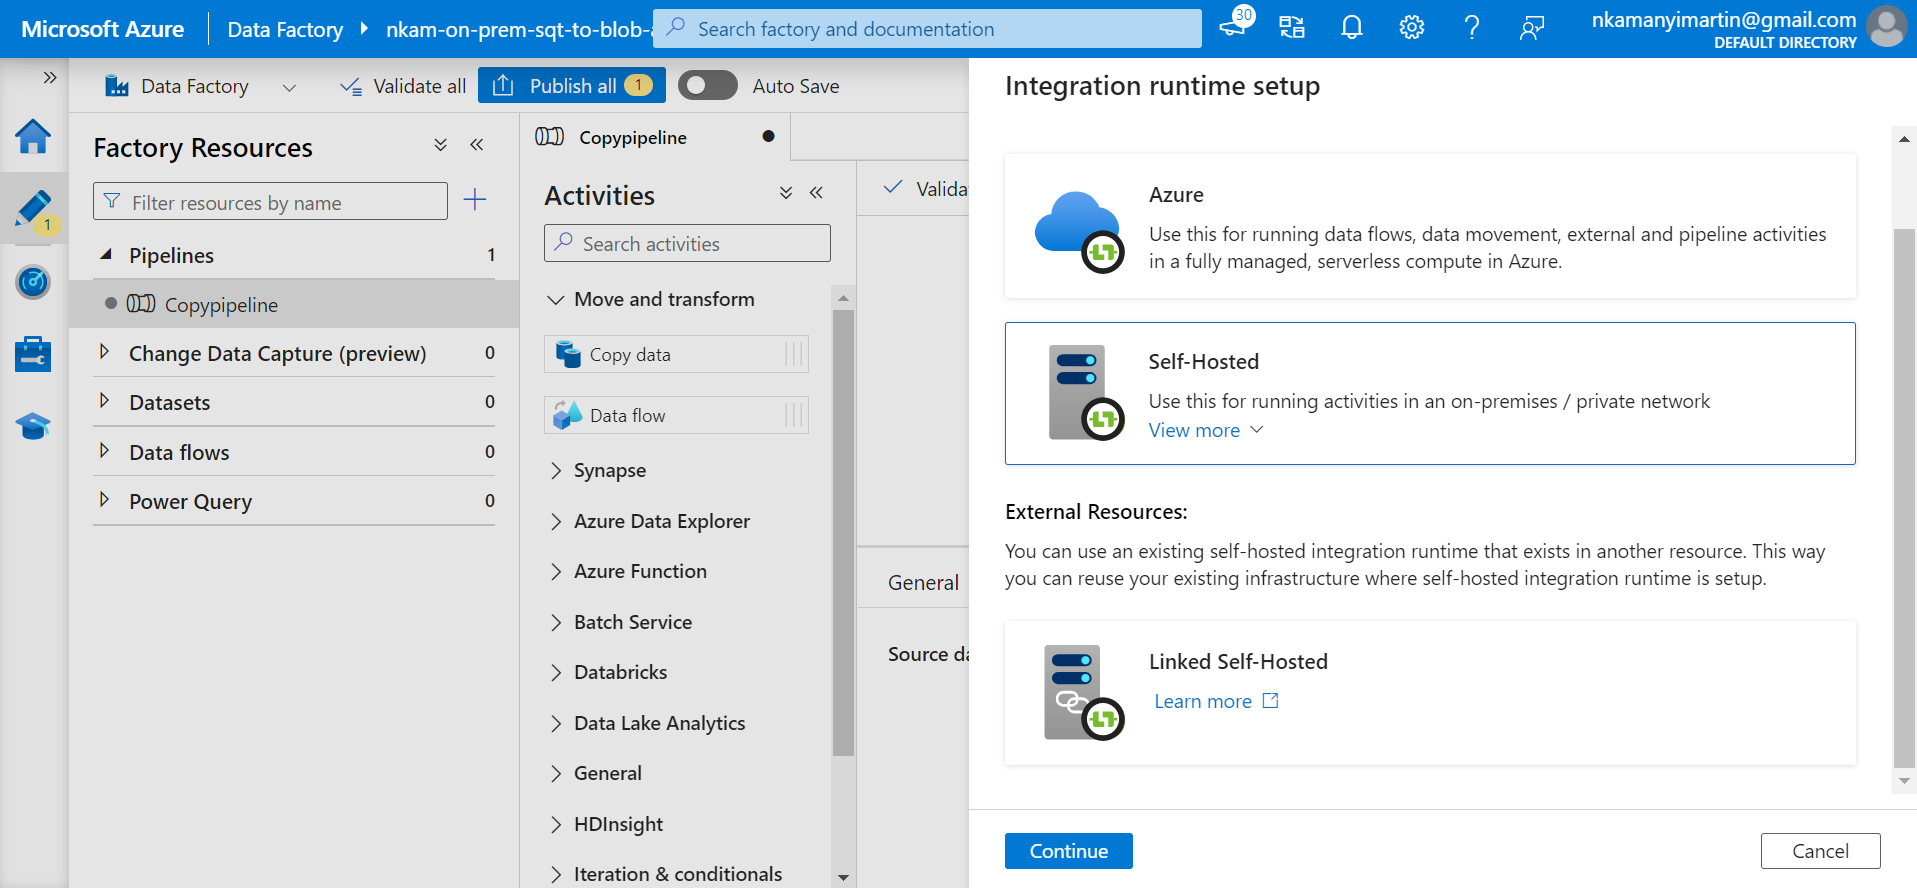 Microsoft Azure
Data Factory
nkam-on-prem-sqt-to-blob-
Search factory and documentation
30
nkamanyimartin@gmail.com
DEFAULT DIRECTORY
Data Factory
Validate all
Publish all 1
Auto Save
1
Factory Resources
Filter resources by name
Pipelines 1
Copypipeline
Change Data Capture (preview) 0
Datasets 0
Data flows 0
Power Query 0
Copypipeline
Activities
Search activities
Move and transform
Copy data
Data flow
Synapse
Azure Data Explorer
Azure Function
Batch Service
Databricks
Data Lake Analytics
General
HDInsight
Iteration & conditionals
Valida
General
Source da
Integration runtime setup
Azure
Use this for running data flows, data movement, external and pipeline activities
in a fully managed, serverless compute in Azure.
Self-Hosted
Use this for running activities in an on-premises / private network
View more
External Resources:
You can use an existing self-hosted integration runtime that exists in another resource. This way
you can reuse your existing infrastructure where self-hosted integration runtime is setup.
Linked Self-Hosted
Learn more
Continue
Cancel